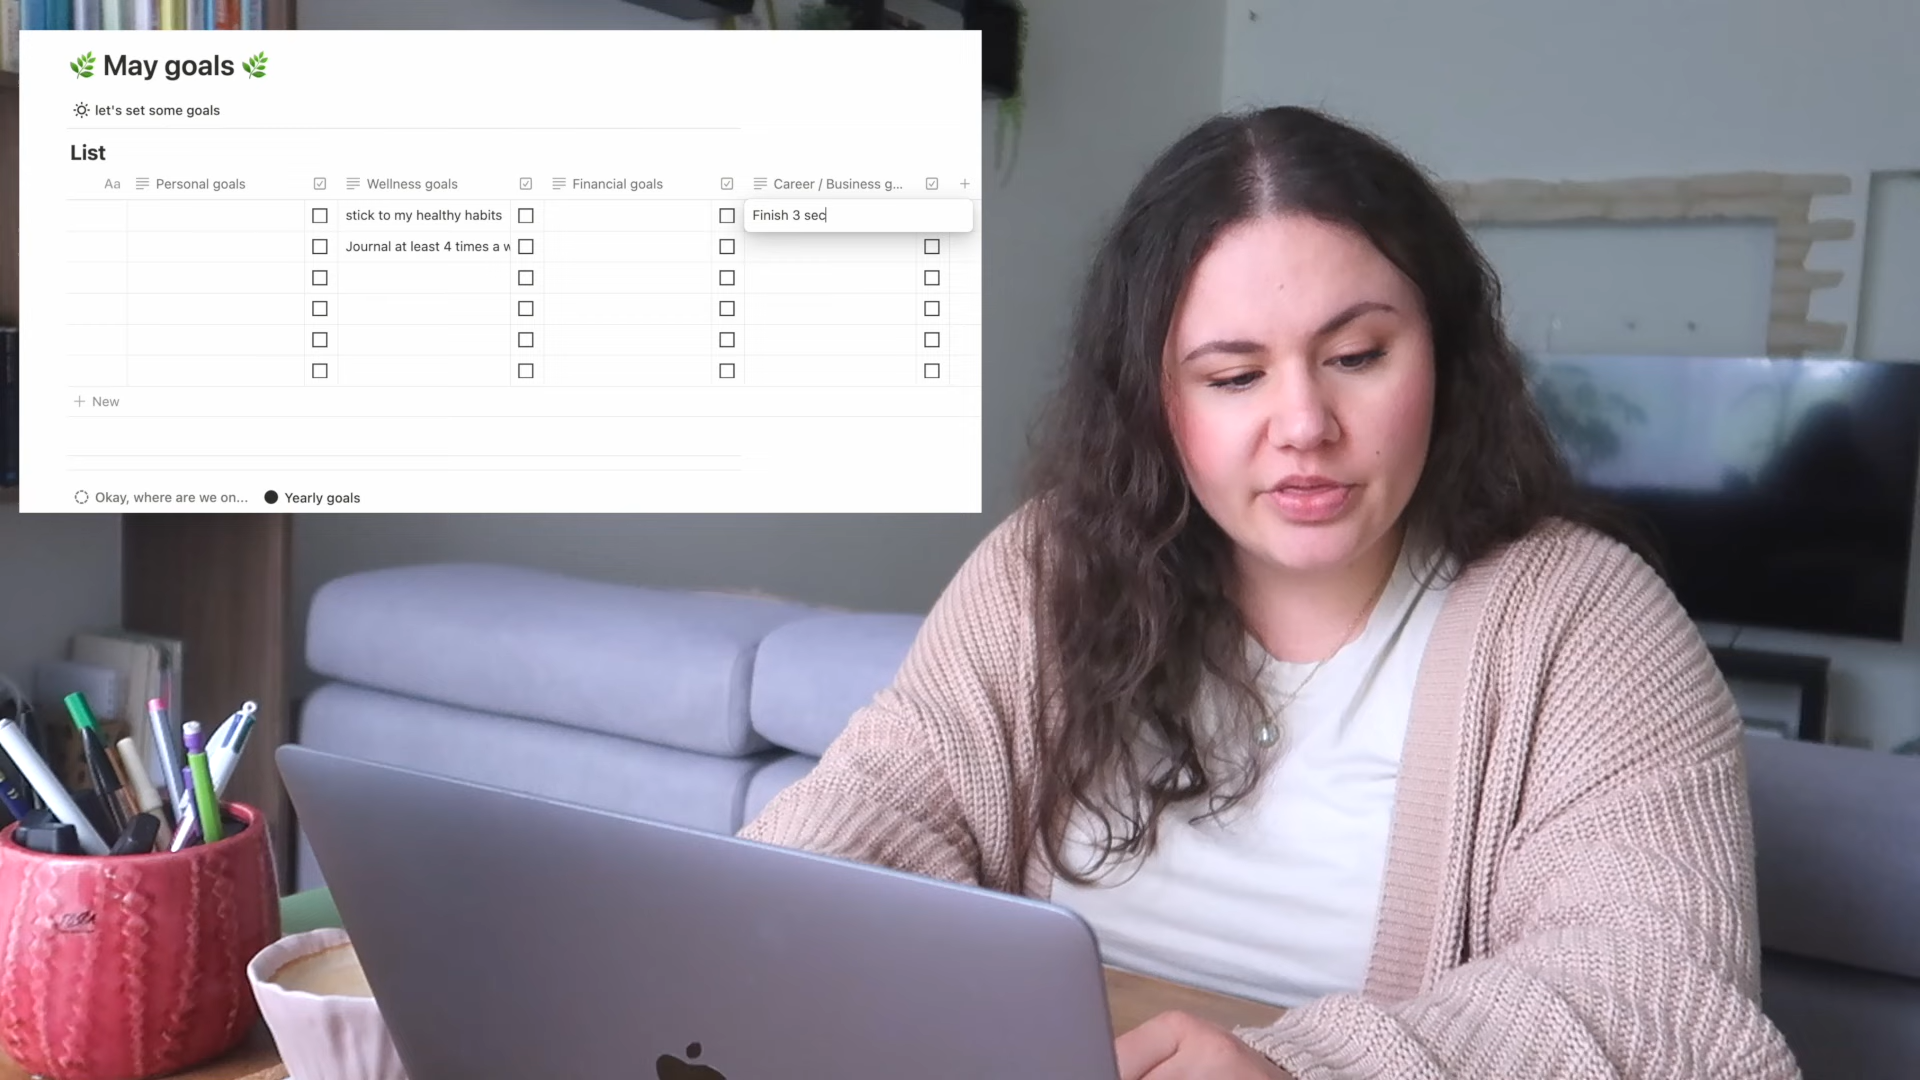 🌿 May goals 🌿
let's set some goals
List
Aa Personal goals Wellness goals Financial goals Career / Business g...
stick to my healthy habits Finish 3 sec
Journal at least 4 times a w
+ New
Okay, where are we on... Yearly goals